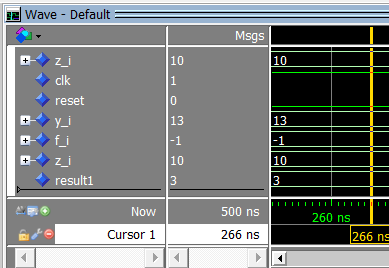 Wave - Default
Msgs
z_i 10 10
clk 1
reset 0
y_i 13 13
f_i -1 -1
z_i 10 10
result1 3 3
Now 500 ns 260 ns
Cursor 1 266 ns 266 ns